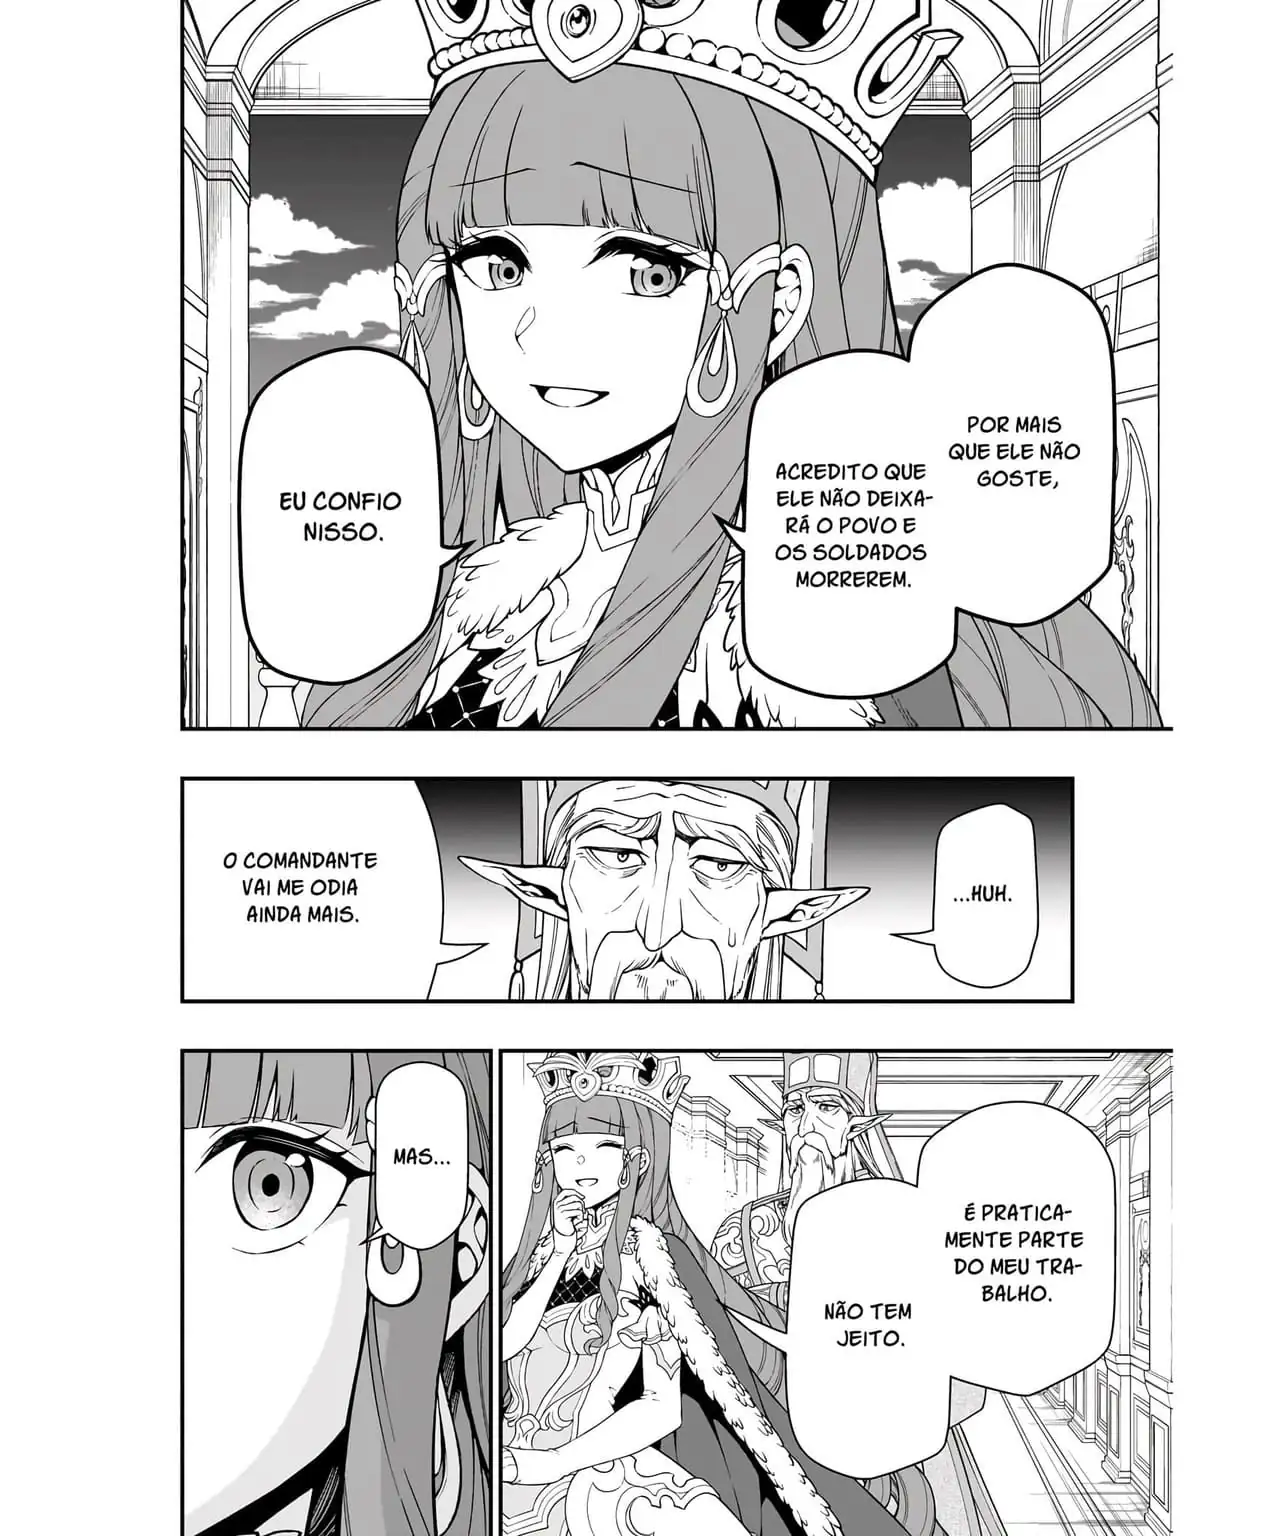 POR MAIS
QUE ELE NÃO
GOSTE,
ACREDITO QUE
ELE NÃO DEIXA-
RÁ O POVO E
OS SOLDADOS
MORREREM.
EU CONFIO
NISSO.
...HUH.
O COMANDANTE
VAI ME ODIA
AINDA MAIS.
É PRATICA-
MENTE PARTE
DO MEU TRA-
BALHO.
NÃO TEM
JEITO.
MAS...